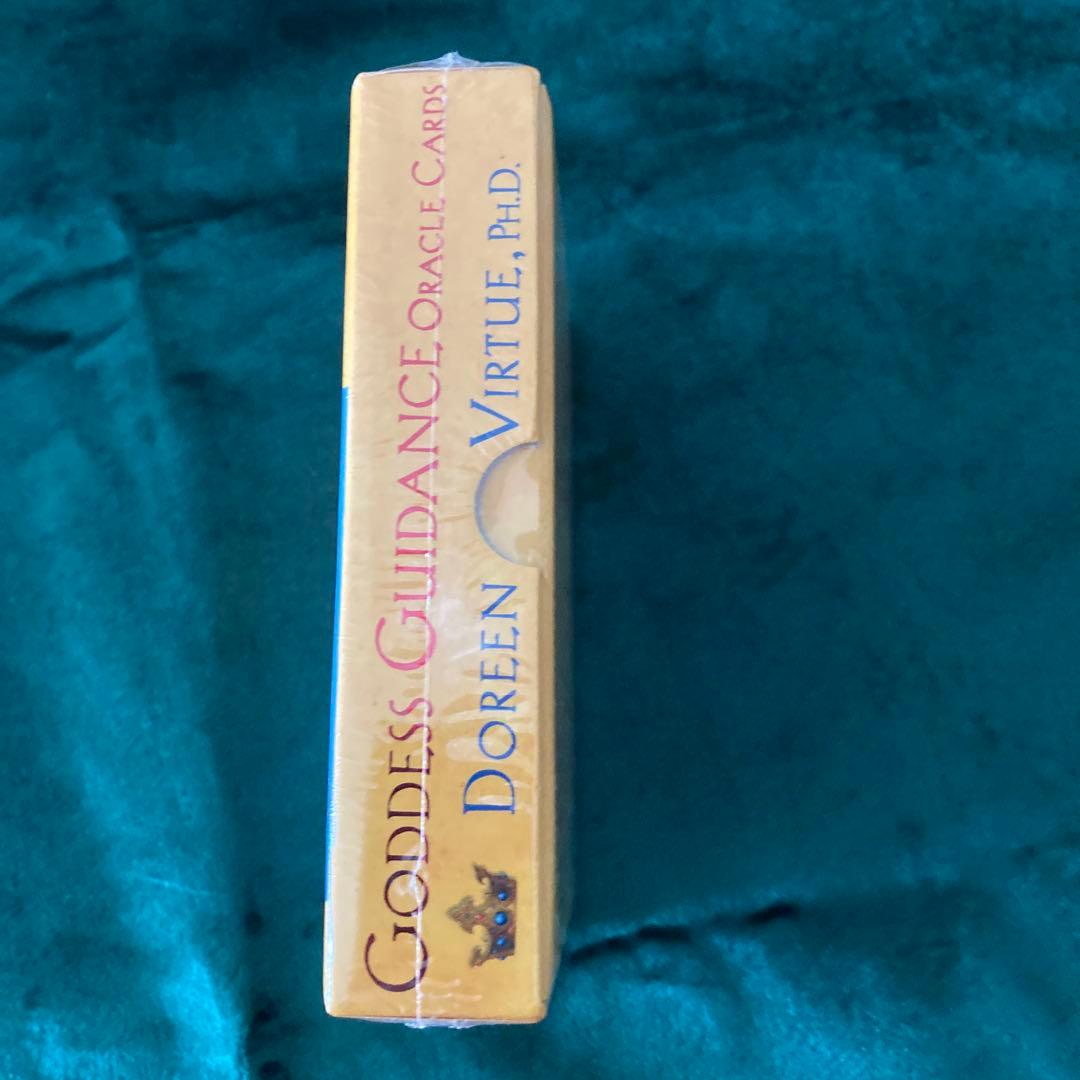 GODDESS GUIDANCE ORACLE CARDS
DOREEN VIRTUE, PH.D.